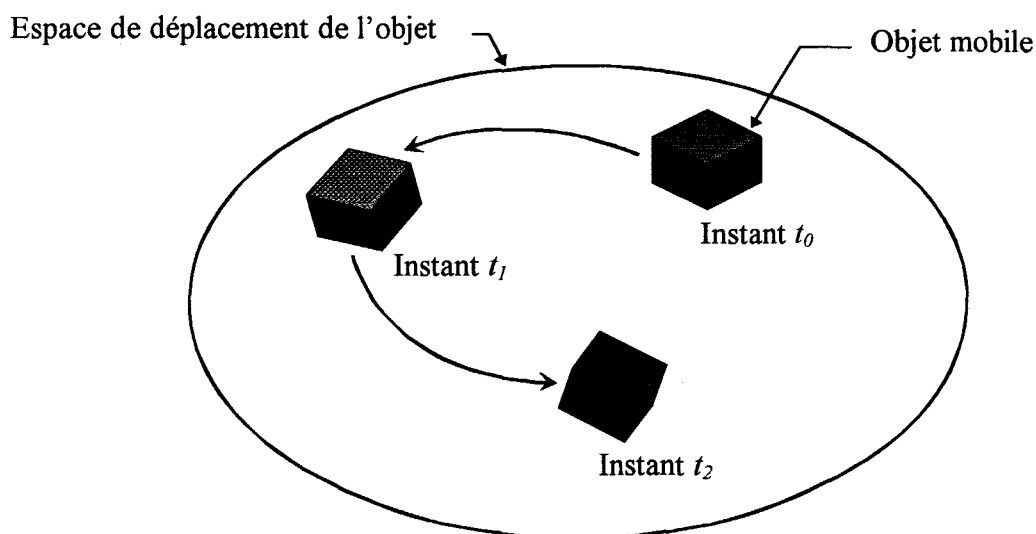 Espace de déplacement de l'objet
Objet mobile
Instant t0
Instant t1
Instant t2